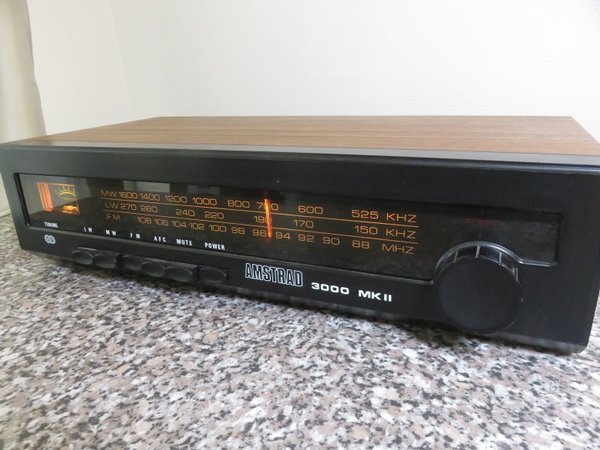 MW 1600 1400 1200 1000 800 700 600 525 KHZ
LW 270 260 240 220 190 170 150 KHZ
FM 108 106 104 102 100 98 96 94 92 90 88 MHZ
TUNING LW MW FM AFC MUTE POWER
AMSTRAD 3000 MK II